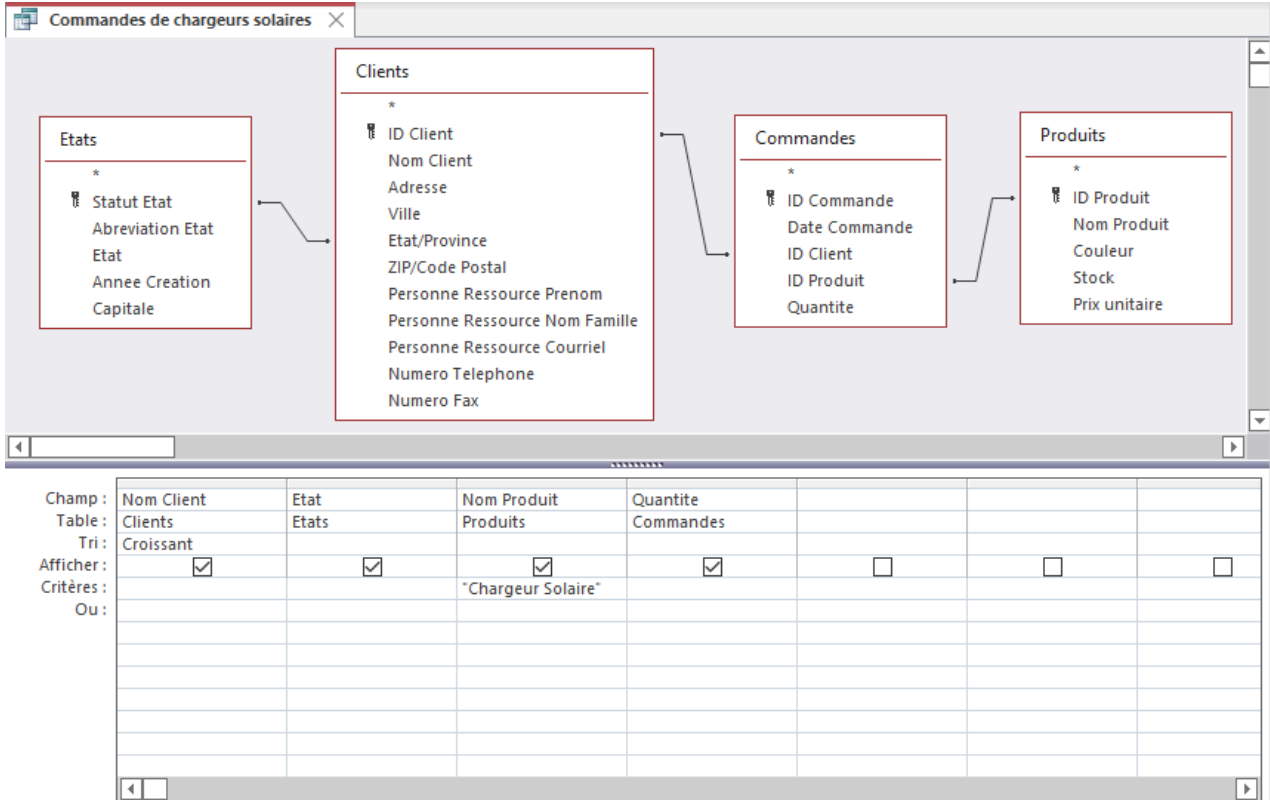 Commandes de chargeurs solaires
Etats
*
Statut Etat
Abreviation Etat
Etat
Annee Creation
Capitale
Clients
*
ID Client
Nom Client
Adresse
Ville
Etat/Province
ZIP/Code Postal
Personne Ressource Prenom
Personne Ressource Nom Famille
Personne Ressource Courriel
Numero Telephone
Numero Fax
Commandes
*
ID Commande
Date Commande
ID Client
ID Produit
Quantite
Produits
*
ID Produit
Nom Produit
Couleur
Stock
Prix unitaire
Champ : Nom Client Etat Nom Produit Quantite
Table : Clients Etats Produits Commandes
Tri : Croissant
Afficher :
Critères : "Chargeur Solaire"
Ou :